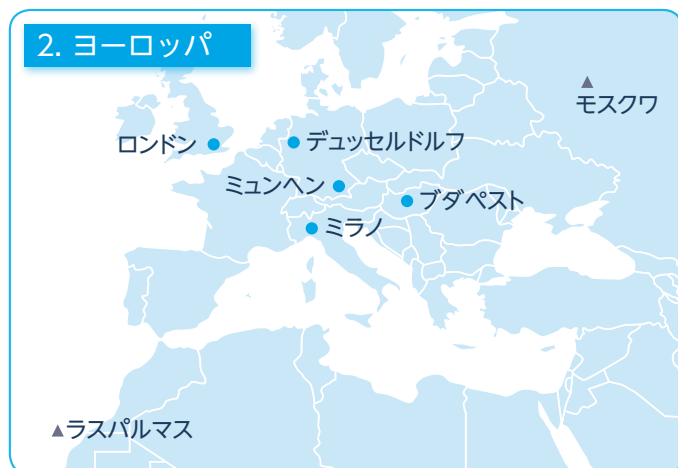 2. ヨーロッパ
▲
モスクワ
ロンドン
デュッセルドルフ
ミュンヘン
ブダペスト
ミラノ
▲ラスパルマス